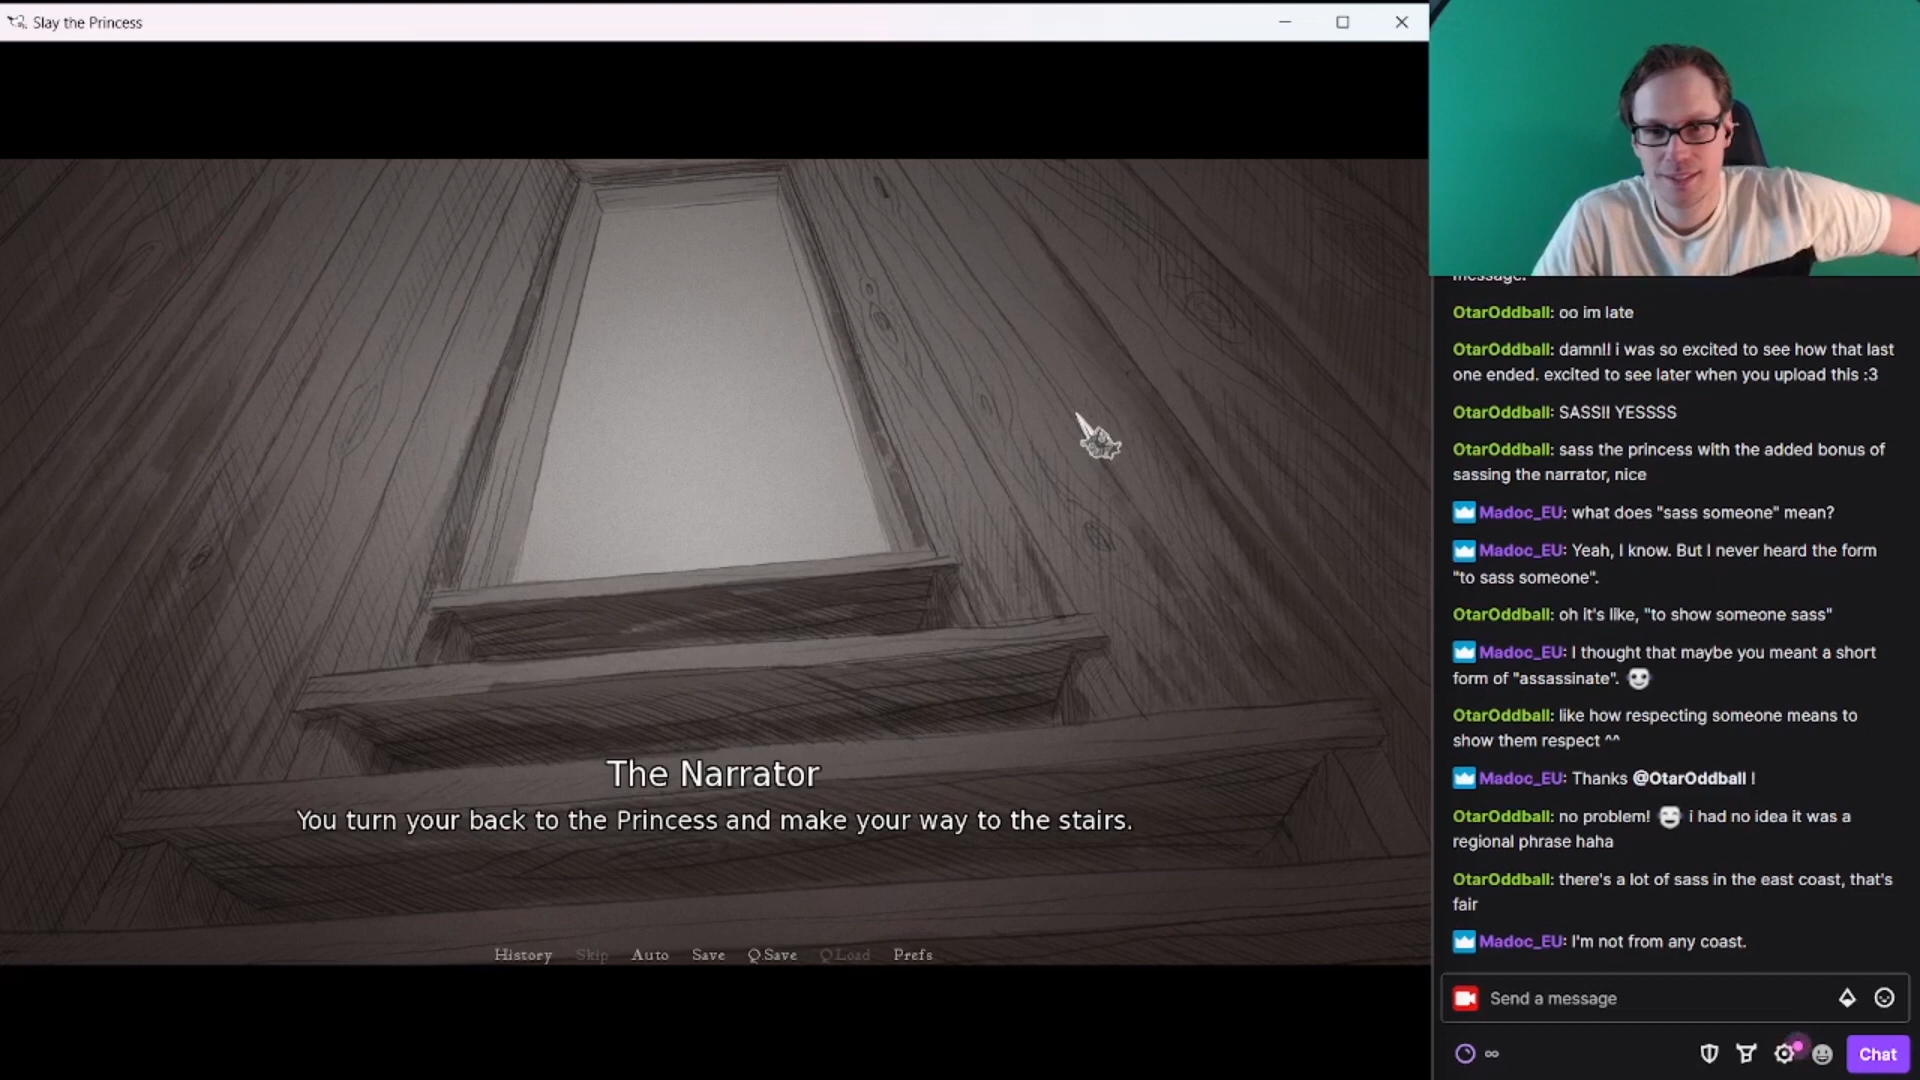 Slay the Princess
message.
OtarOddball: oo im late
OtarOddball: damn!! i was so excited to see how that last
one ended. excited to see later when you upload this :3
OtarOddball: SASS!! YESSSS
OtarOddball: sass the princess with the added bonus of
sassing the narrator, nice
Madoc_EU: what does "sass someone" mean?
Madoc_EU: Yeah, I know. But I never heard the form
"to sass someone".
OtarOddball: oh it's like, "to show someone sass"
Madoc_EU: I thought that maybe you meant a short
form of "assassinate".
OtarOddball: like how respecting someone means to
show them respect ^^
Madoc_EU: Thanks @OtarOddball !
OtarOddball: no problem! i had no idea it was a
regional phrase haha
OtarOddball: there's a lot of sass in the east coast, that's
fair
Madoc_EU: I'm not from any coast.
Send a message
∞
Chat
The Narrator
You turn your back to the Princess and make your way to the stairs.
History Skip Auto Save Q.Save Q.Load Prefs